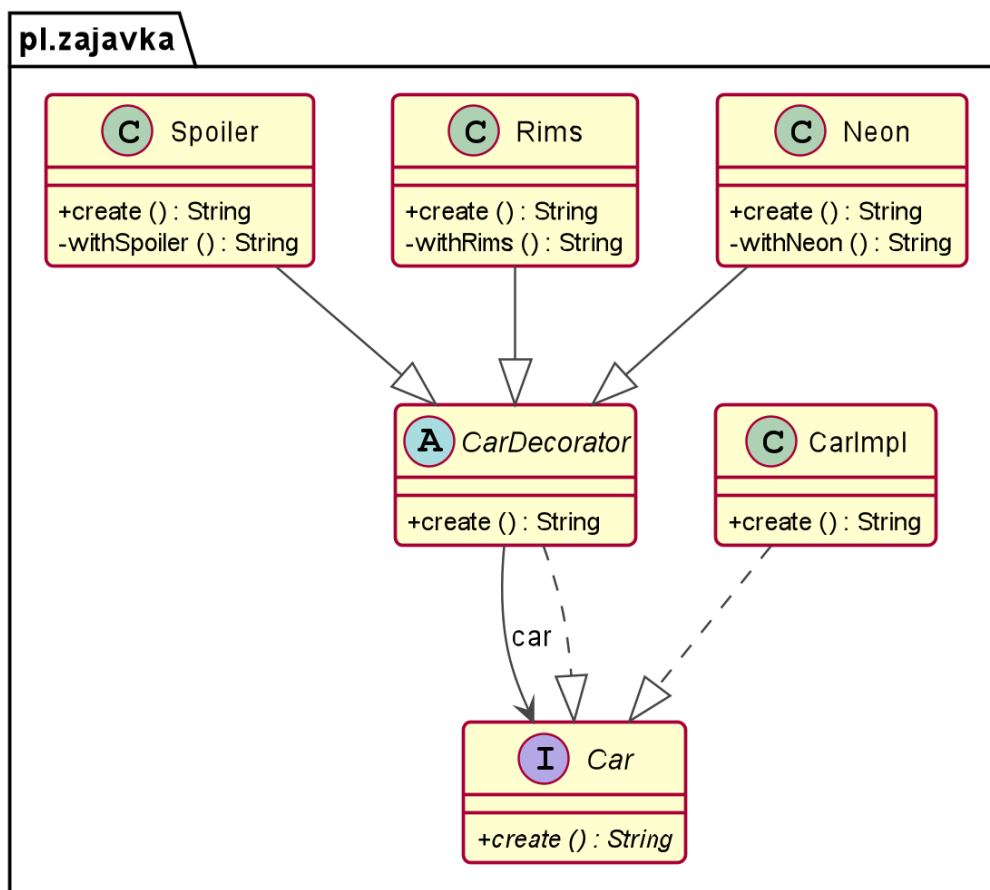 pl.zajavka
C Spoiler
+create () : String
-withSpoiler () : String
C Rims
+create () : String
-withRims () : String
C Neon
+create () : String
-withNeon () : String
A CarDecorator
+create () : String
C CarImpl
+create () : String
car
I Car
+create () : String